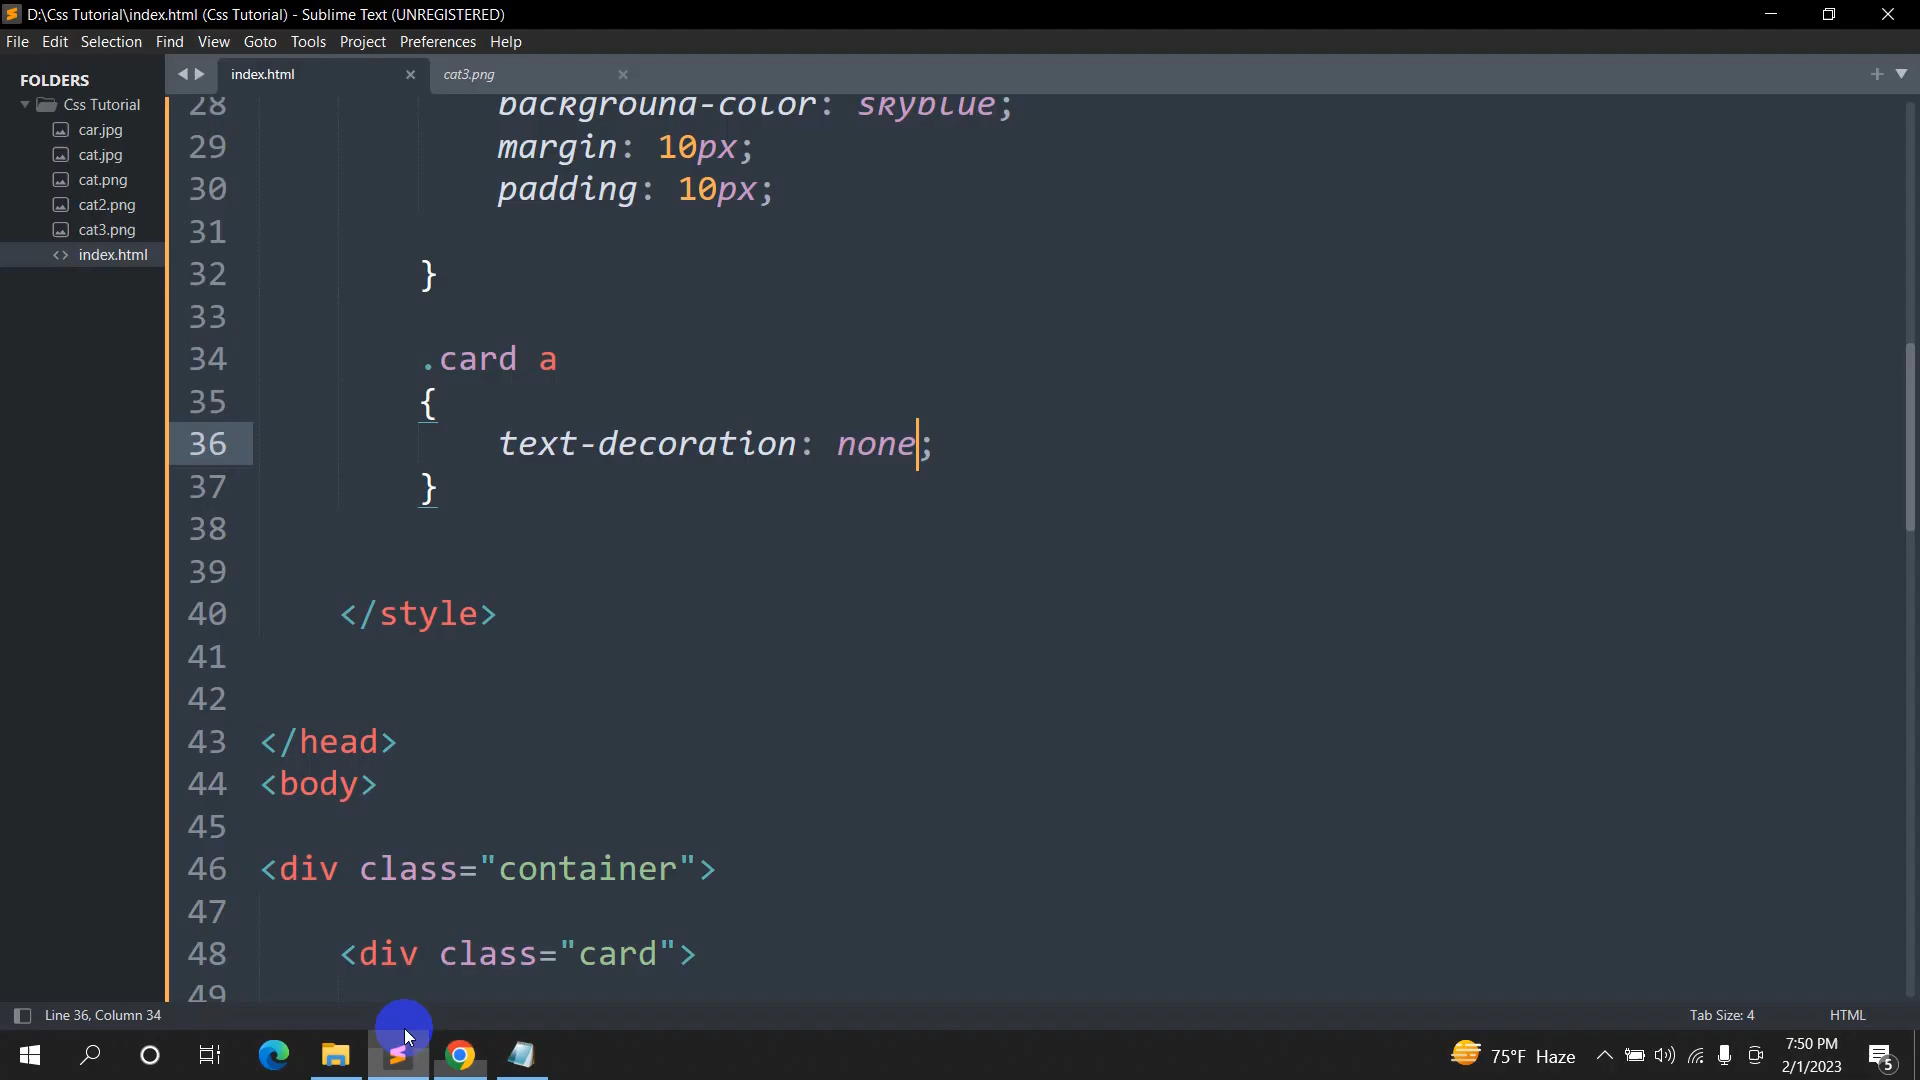 D:\Css Tutorial\index.html (Css Tutorial) - Sublime Text (UNREGISTERED)
File Edit Selection Find View Goto Tools Project Preferences Help
FOLDERS
Css Tutorial
car.jpg
cat.jpg
cat.png
cat2.png
cat3.png
index.html
index.html cat3.png
28 background-color: skyblue;
29 margin: 10px;
30 padding: 10px;
31
32 }
33
34 .card a
35 {
36 text-decoration: none;
37 }
38
39
40 </style>
41
42
43 </head>
44 <body>
45
46 <div class="container">
47
48 <div class="card">
49
Line 36, Column 34 Tab Size: 4 HTML
75°F Haze 7:50 PM
2/1/2023
5